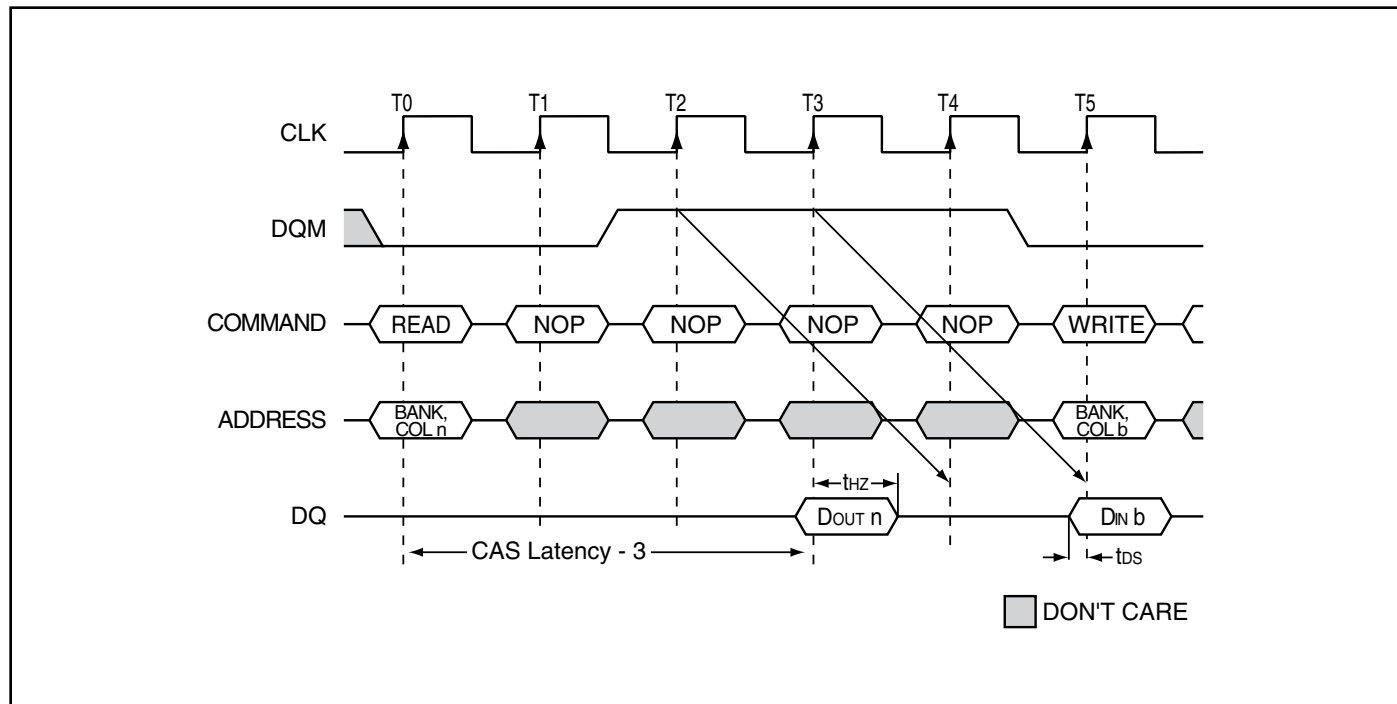 T0 T1 T2 T3 T4 T5
CLK
DQM
COMMAND READ NOP NOP NOP NOP WRITE
ADDRESS BANK, COL n BANK, COL b
tHZ
DQ DOUT n DIN b
CAS Latency - 3 tDS
DON'T CARE